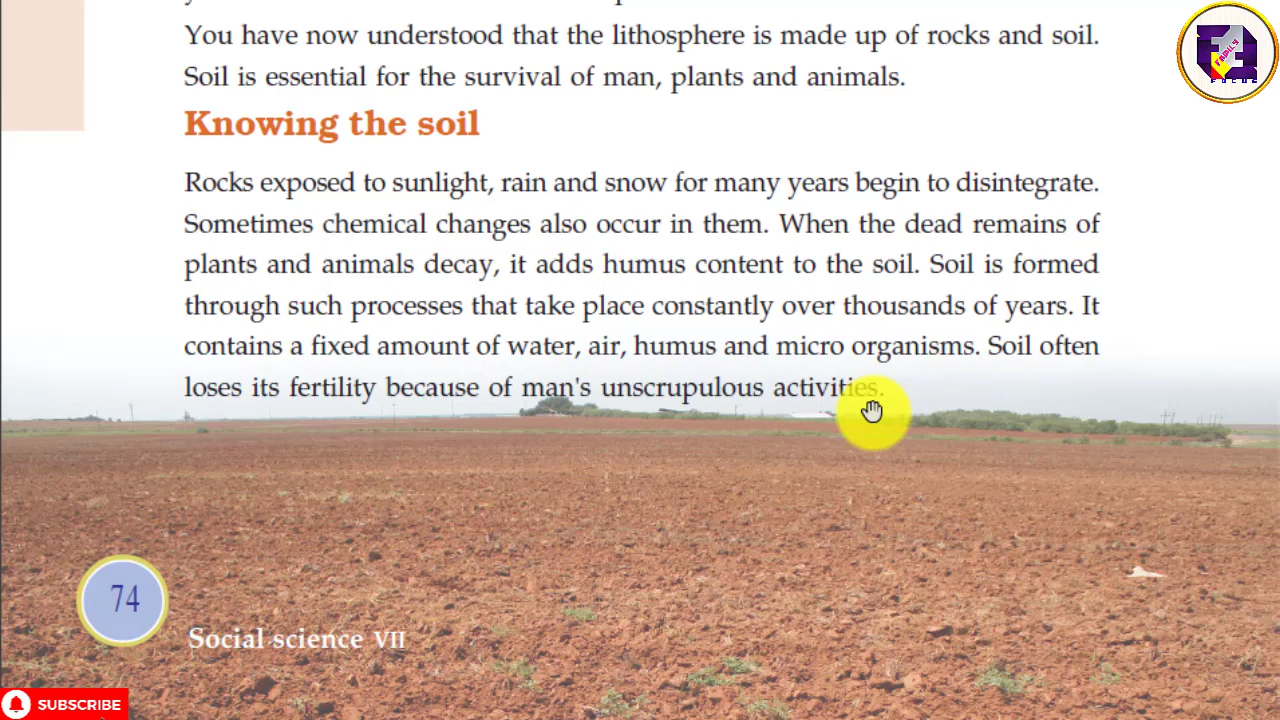 You have now understood that the lithosphere is made up of rocks and soil.
Soil is essential for the survival of man, plants and animals.
Knowing the soil
Rocks exposed to sunlight, rain and snow for many years begin to disintegrate.
Sometimes chemical changes also occur in them. When the dead remains of
plants and animals decay, it adds humus content to the soil. Soil is formed
through such processes that take place constantly over thousands of years. It
contains a fixed amount of water, air, humus and micro organisms. Soil often
loses its fertility because of man's unscrupulous activities.
74
Social science VII
FAMILY
FOCUS
SUBSCRIBE